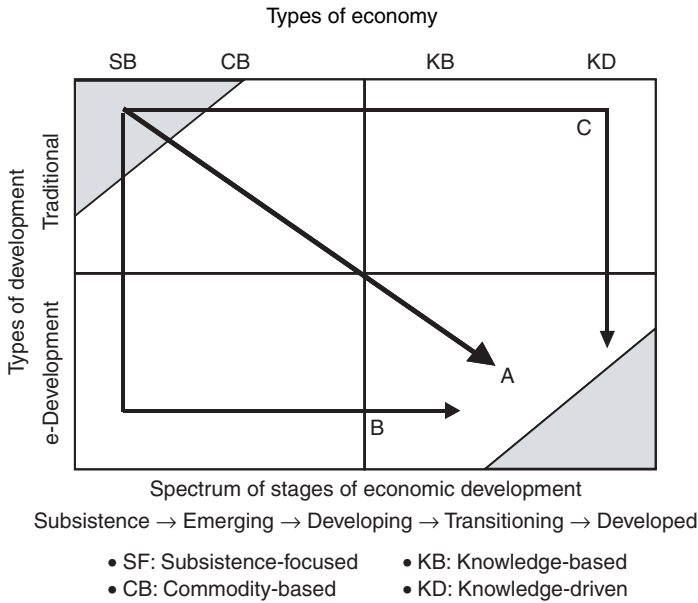 Types of economy
SB CB KB KD
Types of development
Traditional
e-Development
C
A
B
Spectrum of stages of economic development
Subsistence → Emerging → Developing → Transitioning → Developed
• SF: Subsistence-focused • KB: Knowledge-based
• CB: Commodity-based • KD: Knowledge-driven